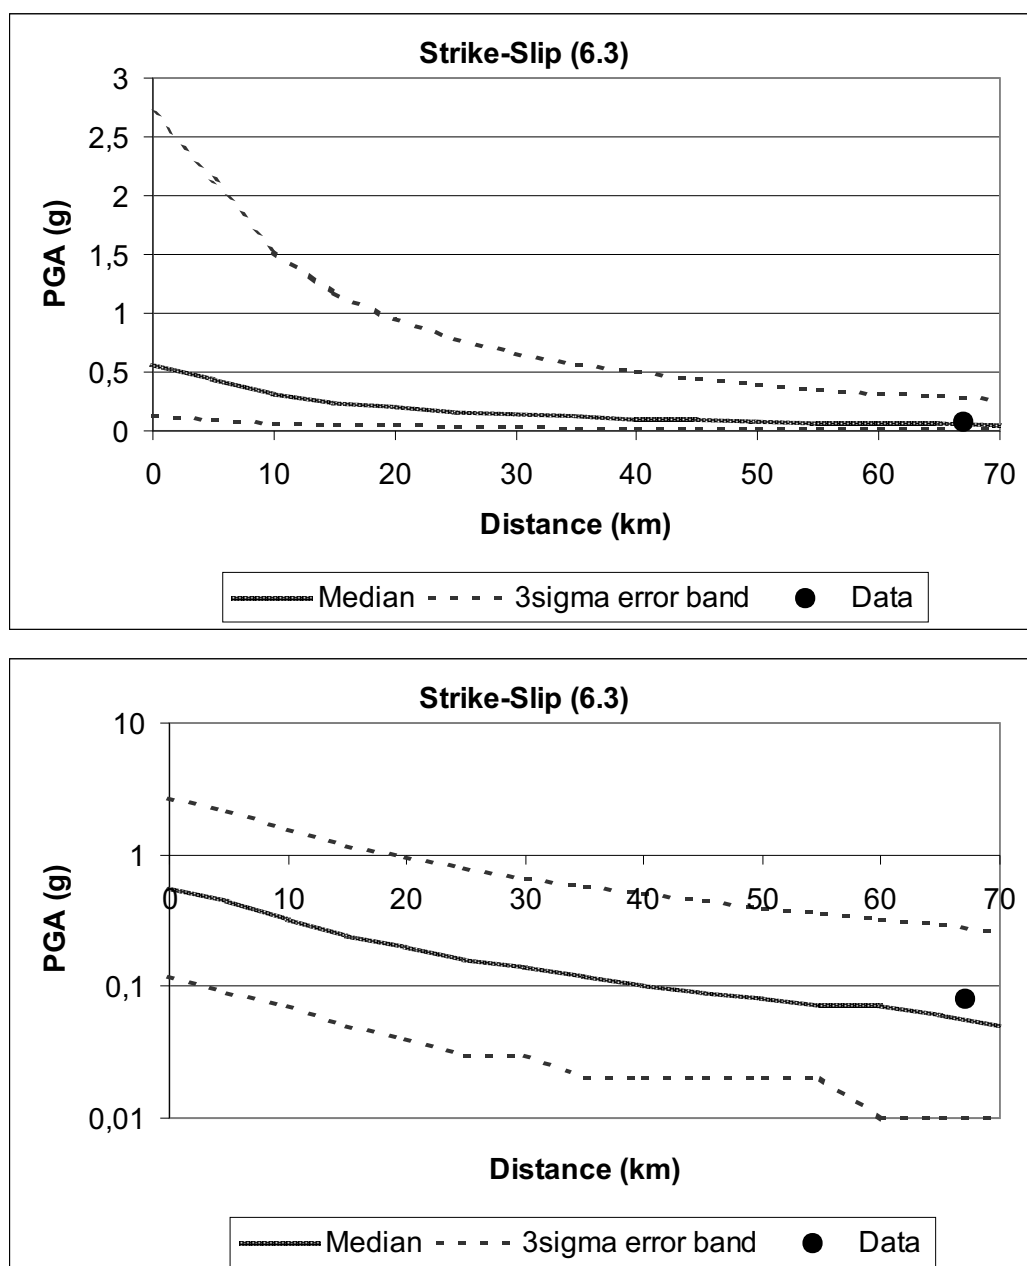 Strike-Slip (6.3)
3
2,5
2
1,5
1
0,5
0
PGA (g)
0 10 20 30 40 50 60 70
Distance (km)
Median 3sigma error band Data
Strike-Slip (6.3)
10
1
0,1
0,01
PGA (g)
0 10 20 30 40 50 60 70
Distance (km)
Median 3sigma error band Data